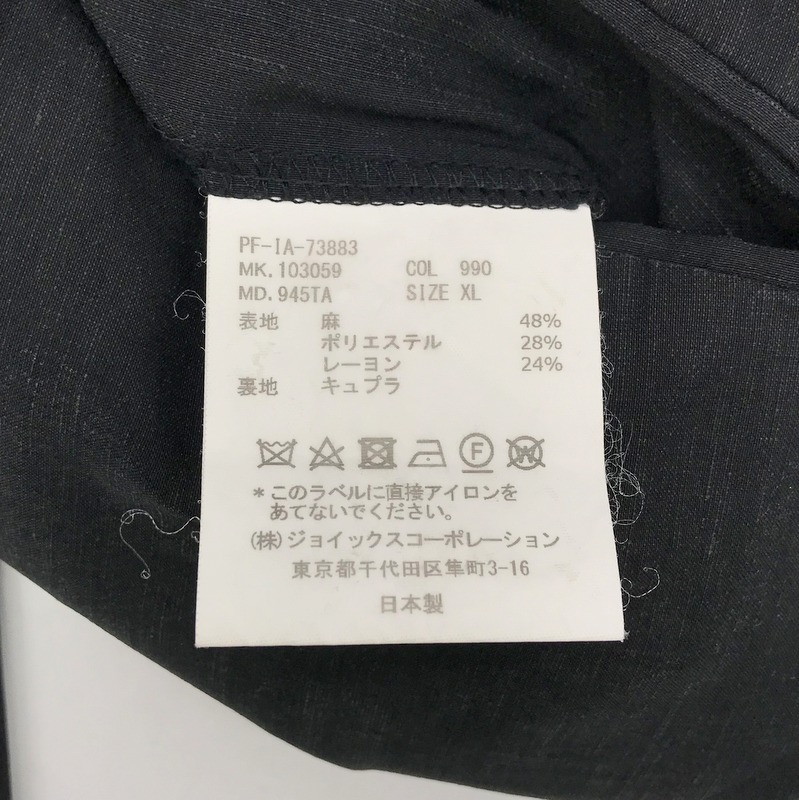 PF-IA-73883
MK.103059 COL 990
MD.945TA SIZE XL
表地 麻 48%
ポリエステル 28%
レーヨン 24%
裏地 キュプラ
F W
*このラベルに直接アイロンを
あてないでください。
(株)ジョイックスコーポレーション
東京都千代田区隼町3-16
日本製